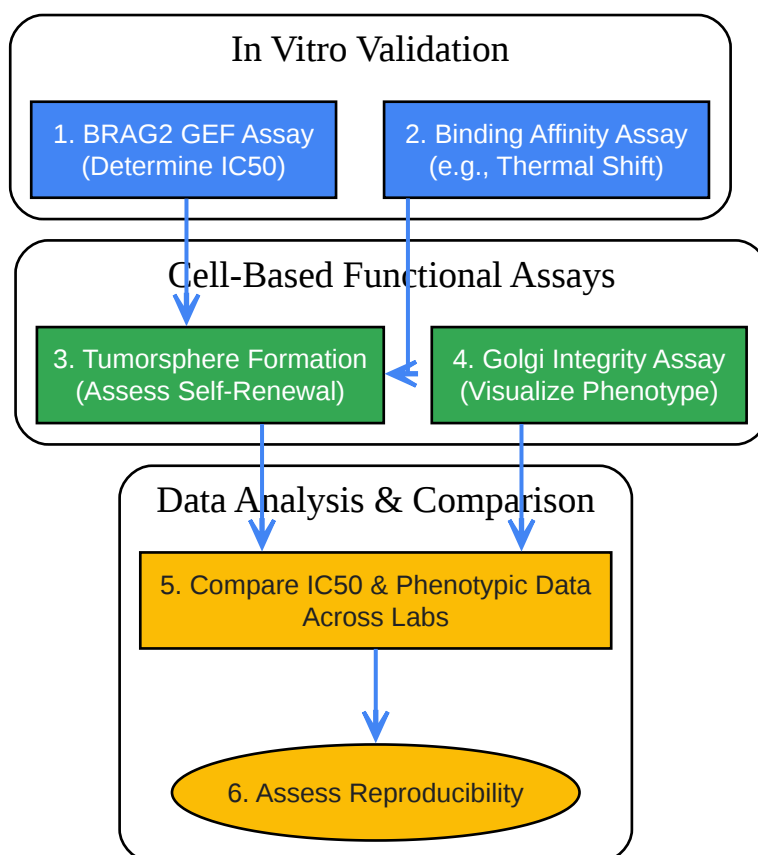 In Vitro Validation
1. BRAG2 GEF Assay
(Determine IC50)
2. Binding Affinity Assay
(e.g., Thermal Shift)
Cell-Based Functional Assays
3. Tumorsphere Formation
(Assess Self-Renewal)
4. Golgi Integrity Assay
(Visualize Phenotype)
Data Analysis & Comparison
5. Compare IC50 & Phenotypic Data
Across Labs
6. Assess Reproducibility